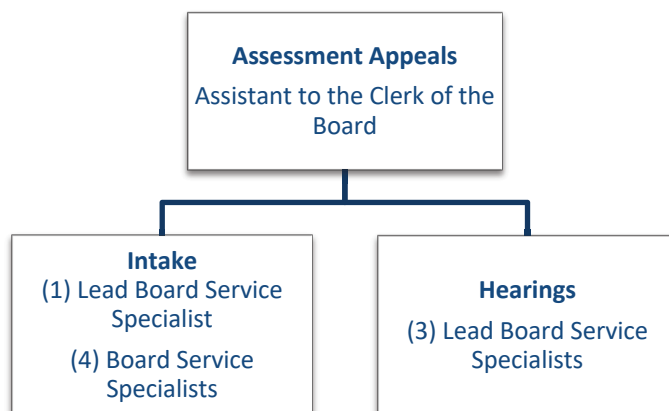 Assessment Appeals
Assistant to the Clerk of the
Board
Intake
(1) Lead Board Service
Specialist
(4) Board Service
Specialists
Hearings
(3) Lead Board Service
Specialists